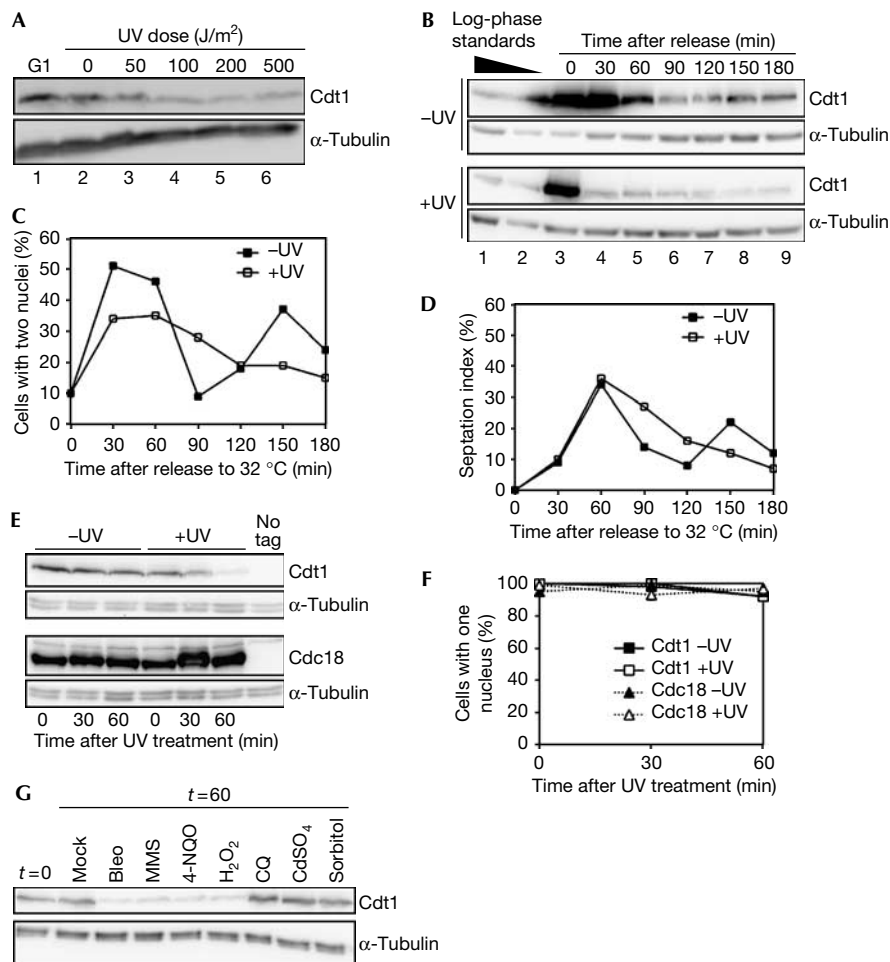 A
UV dose (J/m²)
G1 0 50 100 200 500
Cdt1
α-Tubulin
1 2 3 4 5 6
B
Log-phase standards
Time after release (min)
0 30 60 90 120 150 180
–UV
Cdt1
α-Tubulin
+UV
Cdt1
α-Tubulin
1 2 3 4 5 6 7 8 9
C
Cells with two nuclei (%)
60
50
40
30
20
10
0
–UV
+UV
0 30 60 90 120 150 180
Time after release to 32 °C (min)
D
Septation index (%)
60
50
40
30
20
10
0
–UV
+UV
0 30 60 90 120 150 180
Time after release to 32 °C (min)
E
–UV +UV No tag
Cdt1
α-Tubulin
Cdc18
α-Tubulin
0 30 60 0 30 60
Time after UV treatment (min)
F
Cells with one nucleus (%)
100
80
60
40
20
0
Cdt1 –UV
Cdt1 +UV
Cdc18 –UV
Cdc18 +UV
0 30 60
Time after UV treatment (min)
G
t=60
t=0 Mock Bleo MMS 4-NQO H₂O₂ CQ CdSO₄ Sorbitol
Cdt1
α-Tubulin